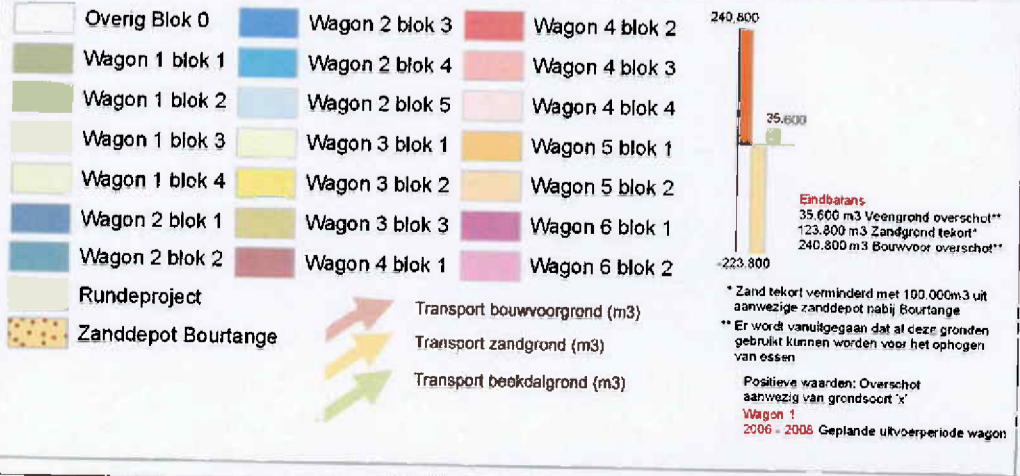 Overig Blok 0
Wagon 1 blok 1
Wagon 1 blok 2
Wagon 1 blok 3
Wagon 1 blok 4
Wagon 2 blok 1
Wagon 2 blok 2
Rundeproject
Zanddepot Bourtange
Wagon 2 blok 3
Wagon 2 blok 4
Wagon 2 blok 5
Wagon 3 blok 1
Wagon 3 blok 2
Wagon 3 blok 3
Wagon 4 blok 1
Wagon 4 blok 2
Wagon 4 blok 3
Wagon 4 blok 4
Wagon 5 blok 1
Wagon 5 blok 2
Wagon 6 blok 1
Wagon 6 blok 2
Transport bouwvoorgrond (m3)
Transport zandgrond (m3)
Transport beekdalgrond (m3)
240,800
35.600
-223.800
Eindbalans
35.600 m3 Veengrond overschot**
123.800 m3 Zandgrond tekort*
240.800 m3 Bouwvoor overschot**
* Zand tekort verminderd met 100.000m3 uit
aanwezige zanddepot nabij Bourtange
** Er wordt vanuitgegaan dat al deze gronden
gebruikt kunnen worden voor het ophogen
van essen
Positieve waarden: Overschot
aanwezig van grondsoort 'x'
Wagon 1
2006 - 2008 Geplande uitvoerperiode wagon